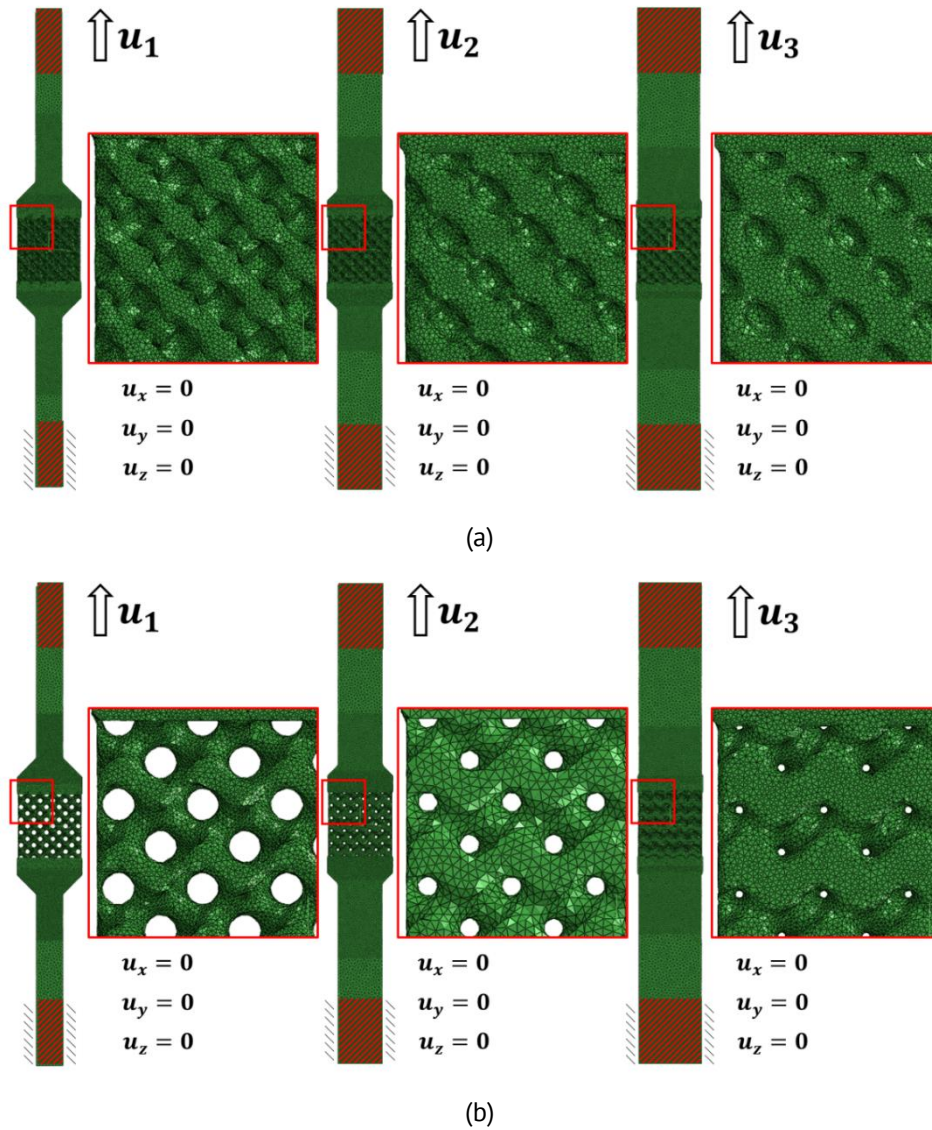 u₁ u₂ u₃
uₓ = 0 uₓ = 0 uₓ = 0
u_y = 0 u_y = 0 u_y = 0
u_z = 0 u_z = 0 u_z = 0
(a)
u₁ u₂ u₃
uₓ = 0 uₓ = 0 uₓ = 0
u_y = 0 u_y = 0 u_y = 0
u_z = 0 u_z = 0 u_z = 0
(b)